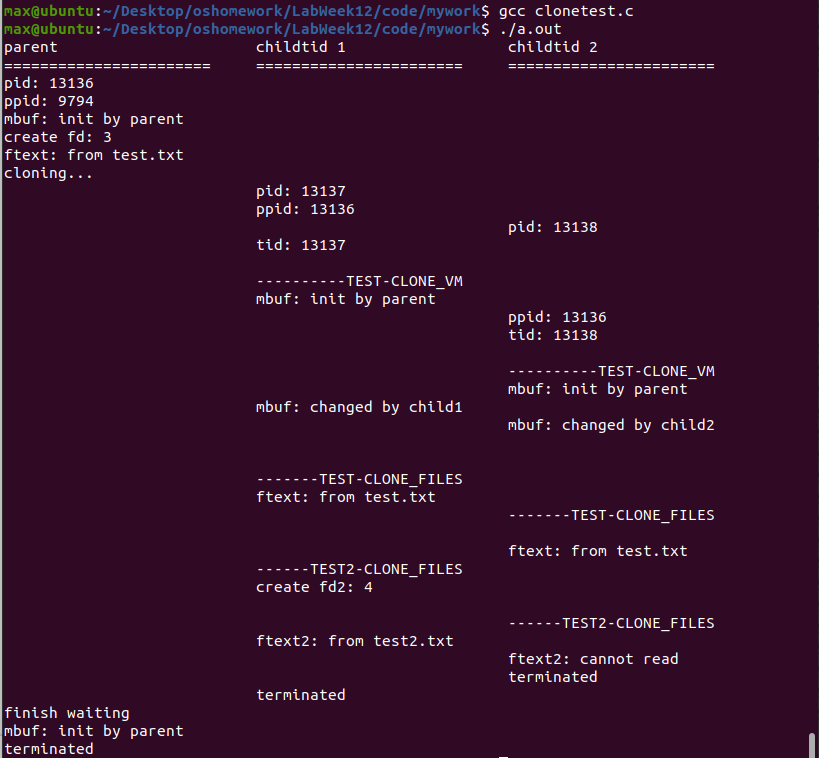 max@ubuntu:~/Desktop/oshomework/LabWeek12/code/mywork$ gcc clonetest.c
max@ubuntu:~/Desktop/oshomework/LabWeek12/code/mywork$ ./a.out
parent                      childtid 1                  childtid 2
=======================     =======================     =======================
pid: 13136
ppid: 9794
mbuf: init by parent
create fd: 3
ftext: from test.txt
cloning...
                            pid: 13137
                            ppid: 13136
                                                        pid: 13138
                            tid: 13137
                            ----------TEST-CLONE_VM
                            mbuf: init by parent
                                                        ppid: 13136
                                                        tid: 13138
                                                        ----------TEST-CLONE_VM
                                                        mbuf: init by parent
                            mbuf: changed by child1
                                                        mbuf: changed by child2
                            -------TEST-CLONE_FILES
                            ftext: from test.txt
                                                        -------TEST-CLONE_FILES
                                                        ftext: from test.txt
                            ------TEST2-CLONE_FILES
                            create fd2: 4
                                                        ------TEST2-CLONE_FILES
                            ftext2: from test2.txt
                                                        ftext2: cannot read
                                                        terminated
                            terminated
finish waiting
mbuf: init by parent
terminated